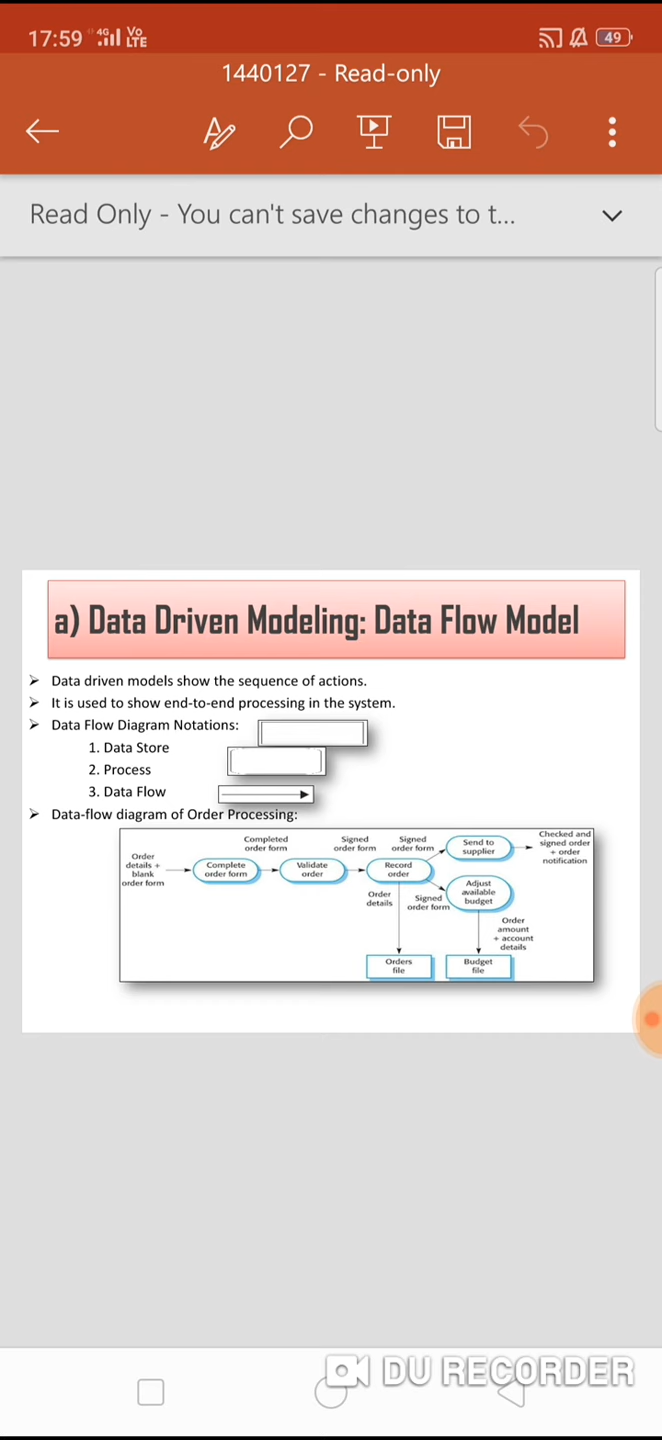 17:59 4G Vo LTE 49
1440127 - Read-only
Read Only - You can't save changes to t...
a) Data Driven Modeling: Data Flow Model
➢ Data driven models show the sequence of actions.
➢ It is used to show end-to-end processing in the system.
➢ Data Flow Diagram Notations:
1. Data Store
2. Process
3. Data Flow
➢ Data-flow diagram of Order Processing:
Order
details +
blank
order form
Complete
order form
Completed
order form
Validate
order
Signed
order form
Record
order
Signed
order form
Send to
supplier
Checked and
signed order
+ order
notification
Order
details
Signed
order form
Adjust
available
budget
Order
amount
+ account
details
Orders
file
Budget
file
DU RECORDER